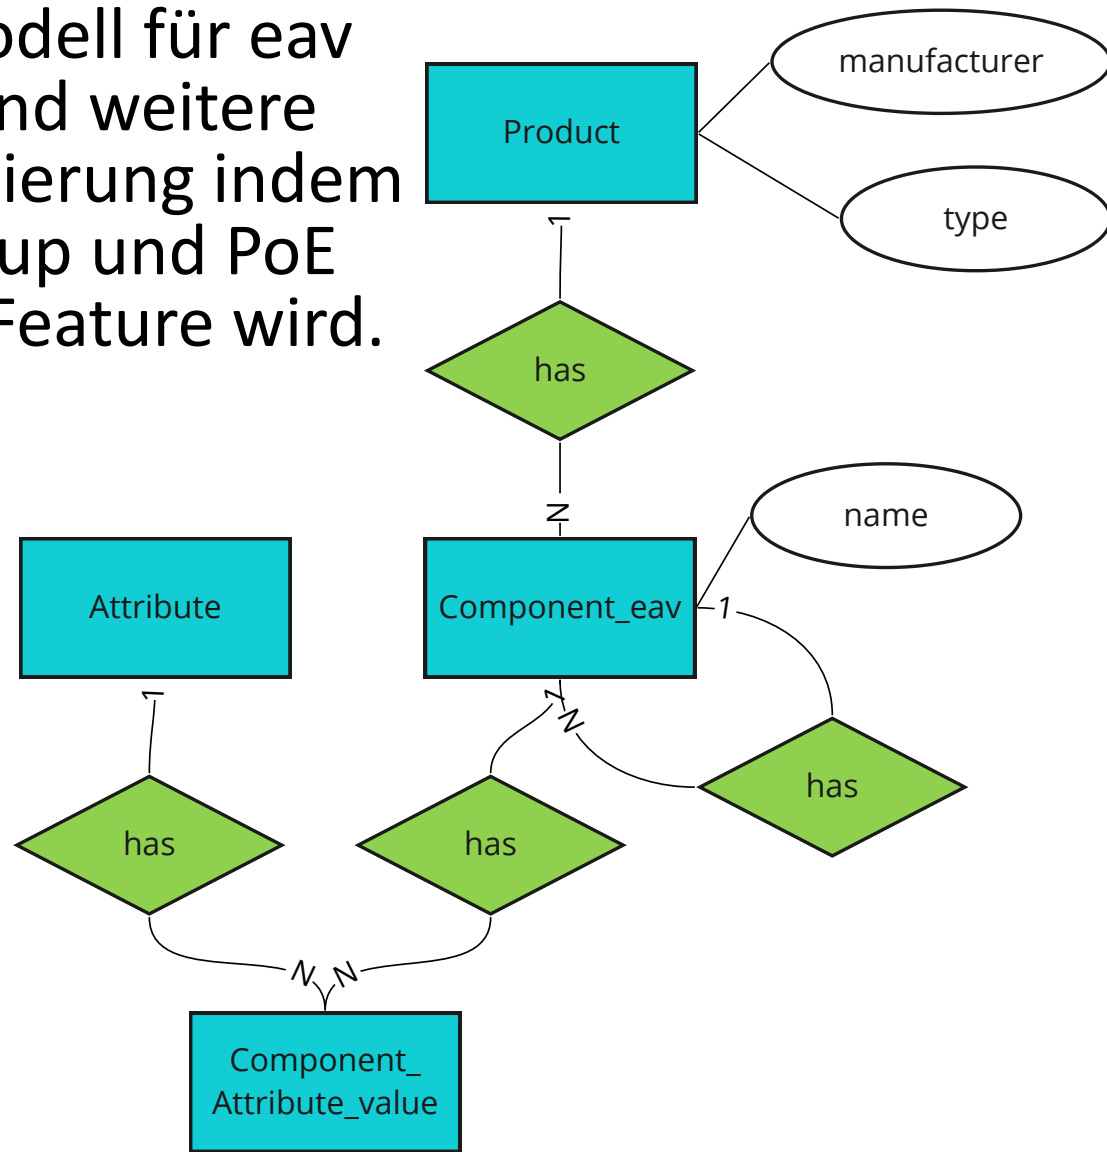 odell für eav
nd weitere
ierung indem
up und PoE
Feature wird.
manufacturer
Product
type
1
has
N
name
Attribute
Component_eav
1
1
1
N
has
has
has
N
N
Component_
Attribute_value